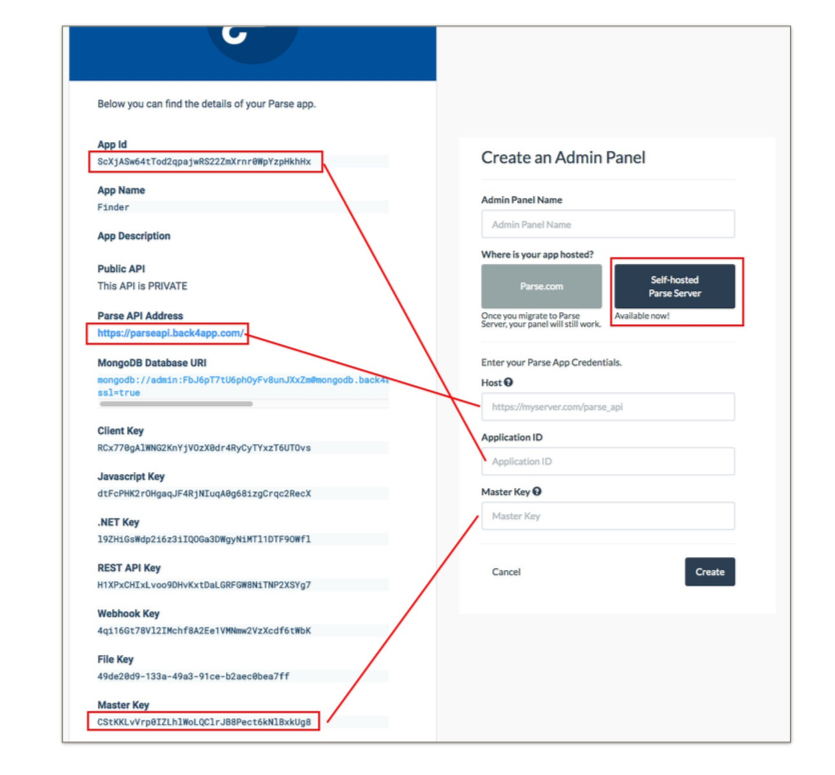 Below you can find the details of your Parse app.
App Id
ScXjASw64tTod2qpajwRS22ZmXrnr0WpYzpHkhHx
App Name
Finder
App Description
Public API
This API is PRIVATE
Parse API Address
https://parseapi.back4app.com/
MongoDB Database URI
mongodb://admin:FbJ6pT7tU6phOyFv8unJXxZm@mongodb.back4
ssl=true
Client Key
RCx770gAlWNG2KnYjVOzX0dr4RyCyTYxzT6UTOvs
Javascript Key
dtFcPHK2rOHgaqJF4RjNIuqA0g68izgCrqc2RecX
.NET Key
l9ZHiGsWdp2i6z3iIQOGa3DWgyNiMTl1DTF9OWfl
REST API Key
H1XPxCHIxLvoo9DHvKxtDaLGRFGW8NiTNP2XSYg7
Webhook Key
4qi16Gt78Vl2IMchf8A2Ee1VMNmw2VzXcdf6tWbK
File Key
49de20d9-133a-49a3-91ce-b2aec0bea7ff
Master Key
CStKKLvVrp0IZLhlWoLQClrJB8Pect6kNlBxkUg8
Create an Admin Panel
Admin Panel Name
Admin Panel Name
Where is your app hosted?
Parse.com
Self-hosted
Parse Server
Once you migrate to Parse
Server, your panel will still work.
Available now!
Enter your Parse App Credentials.
Host
https://myserver.com/parse_api
Application ID
Application ID
Master Key
Master Key
Cancel
Create